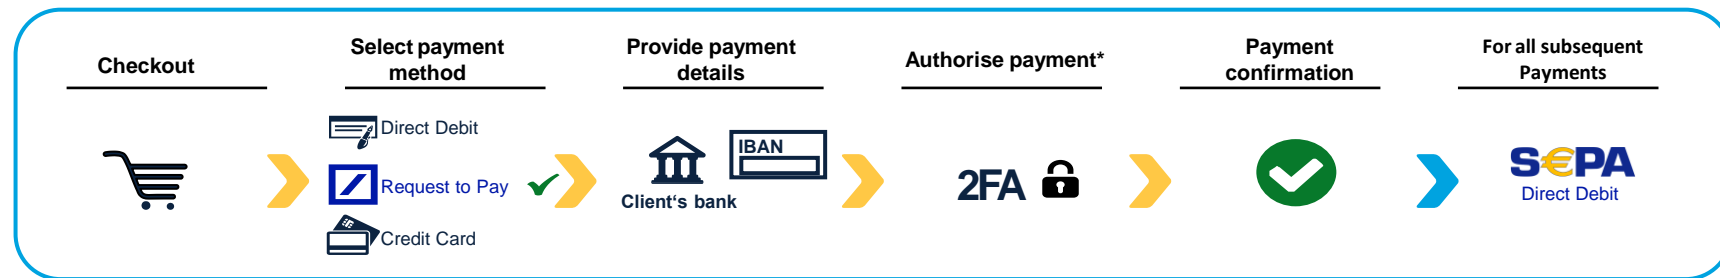 Checkout
Select payment
method
Direct Debit
Request to Pay
Credit Card
Provide payment
details
IBAN
Client‘s bank
Authorise payment*
2FA
Payment
confirmation
For all subsequent
Payments
S€PA
Direct Debit